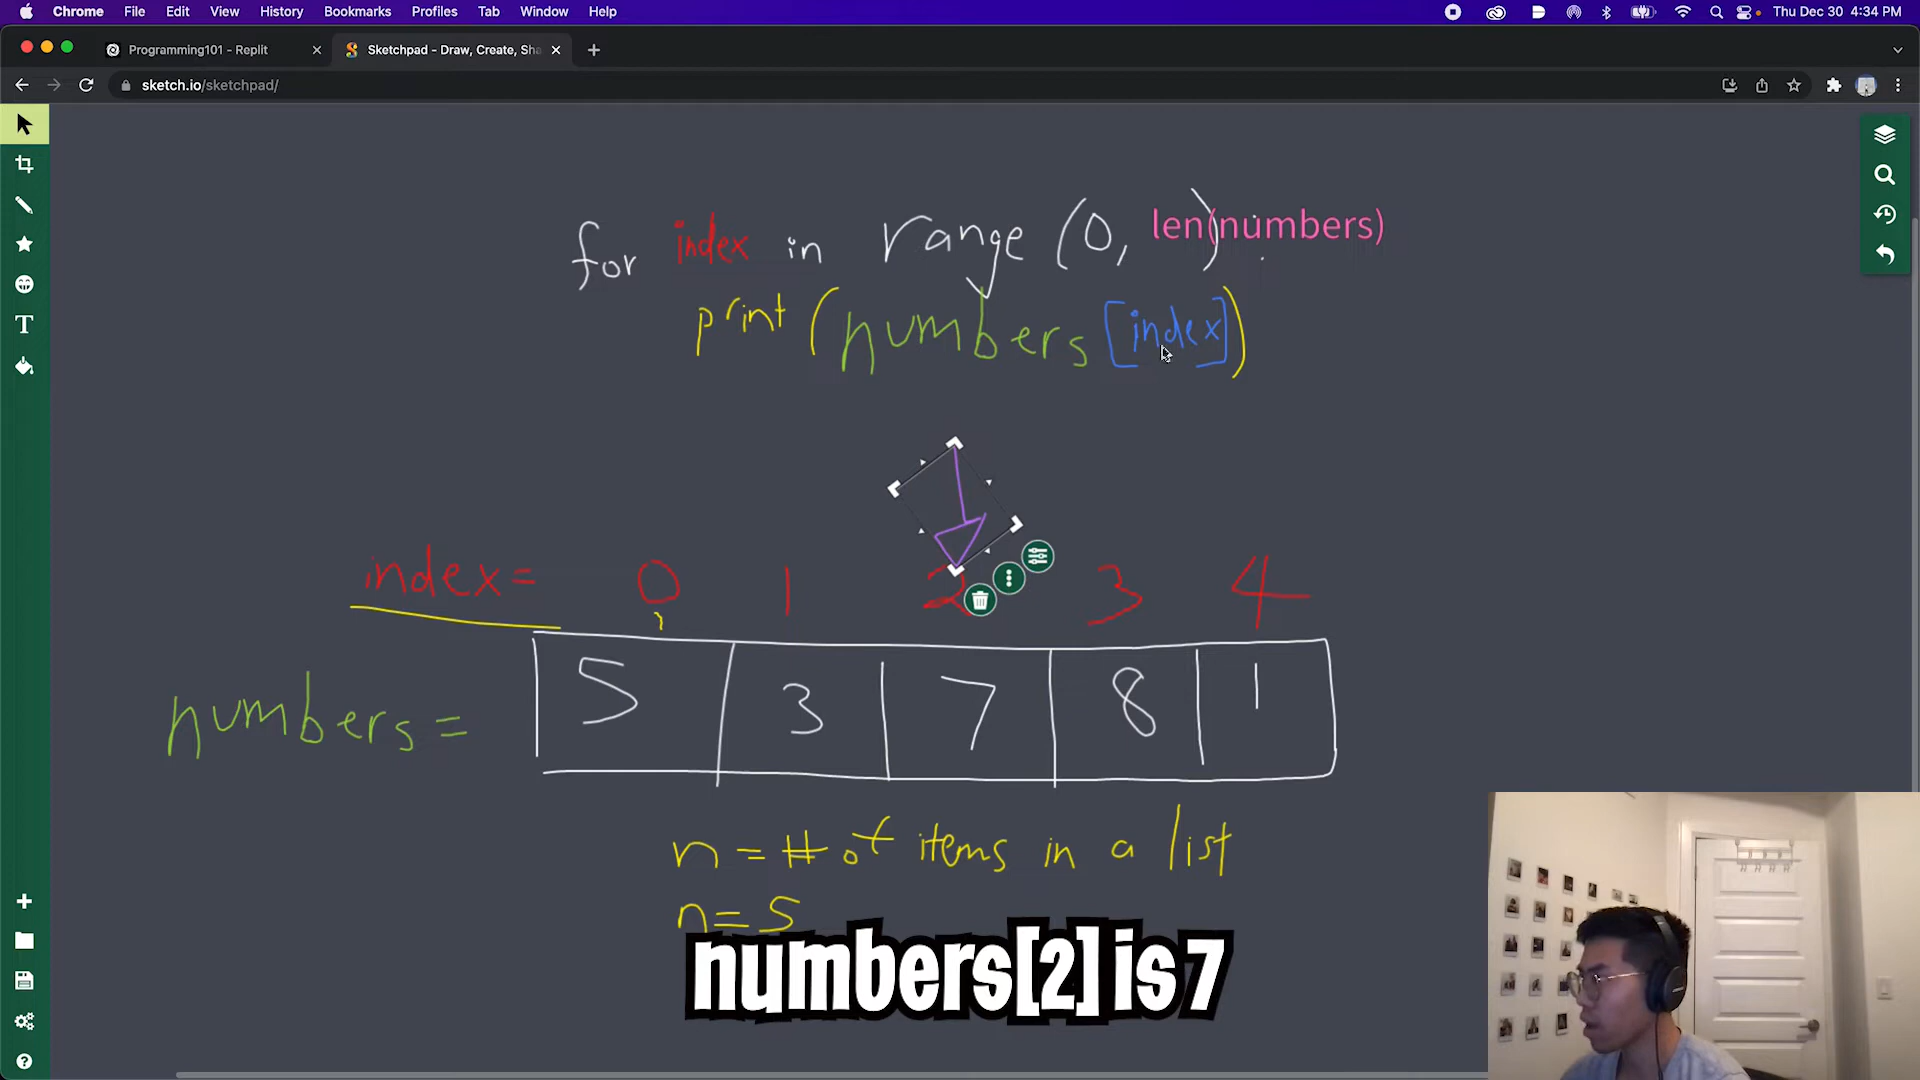 Chrome File Edit View History Bookmarks Profiles Tab Window Help Thu Dec 30 4:34 PM
Programming101 - Replit
Sketchpad - Draw, Create, Sha
sketch.io/sketchpad/
for index in range (0, len(numbers) ) :
print ( numbers [index] )
index= 0 1 2 3 4
numbers = 5 3 7 8 1
n = # of items in a list
n = 5
numbers[2] is 7